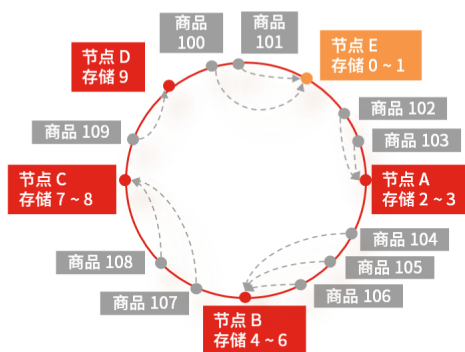 商品
100
商品
101
节点 E
存储 0 ~ 1
节点 D
存储 9
商品 102
商品 109
商品 103
节点 C
存储 7 ~ 8
节点 A
存储 2 ~ 3
商品 104
商品 108
商品 105
商品 107
商品 106
节点 B
存储 4 ~ 6